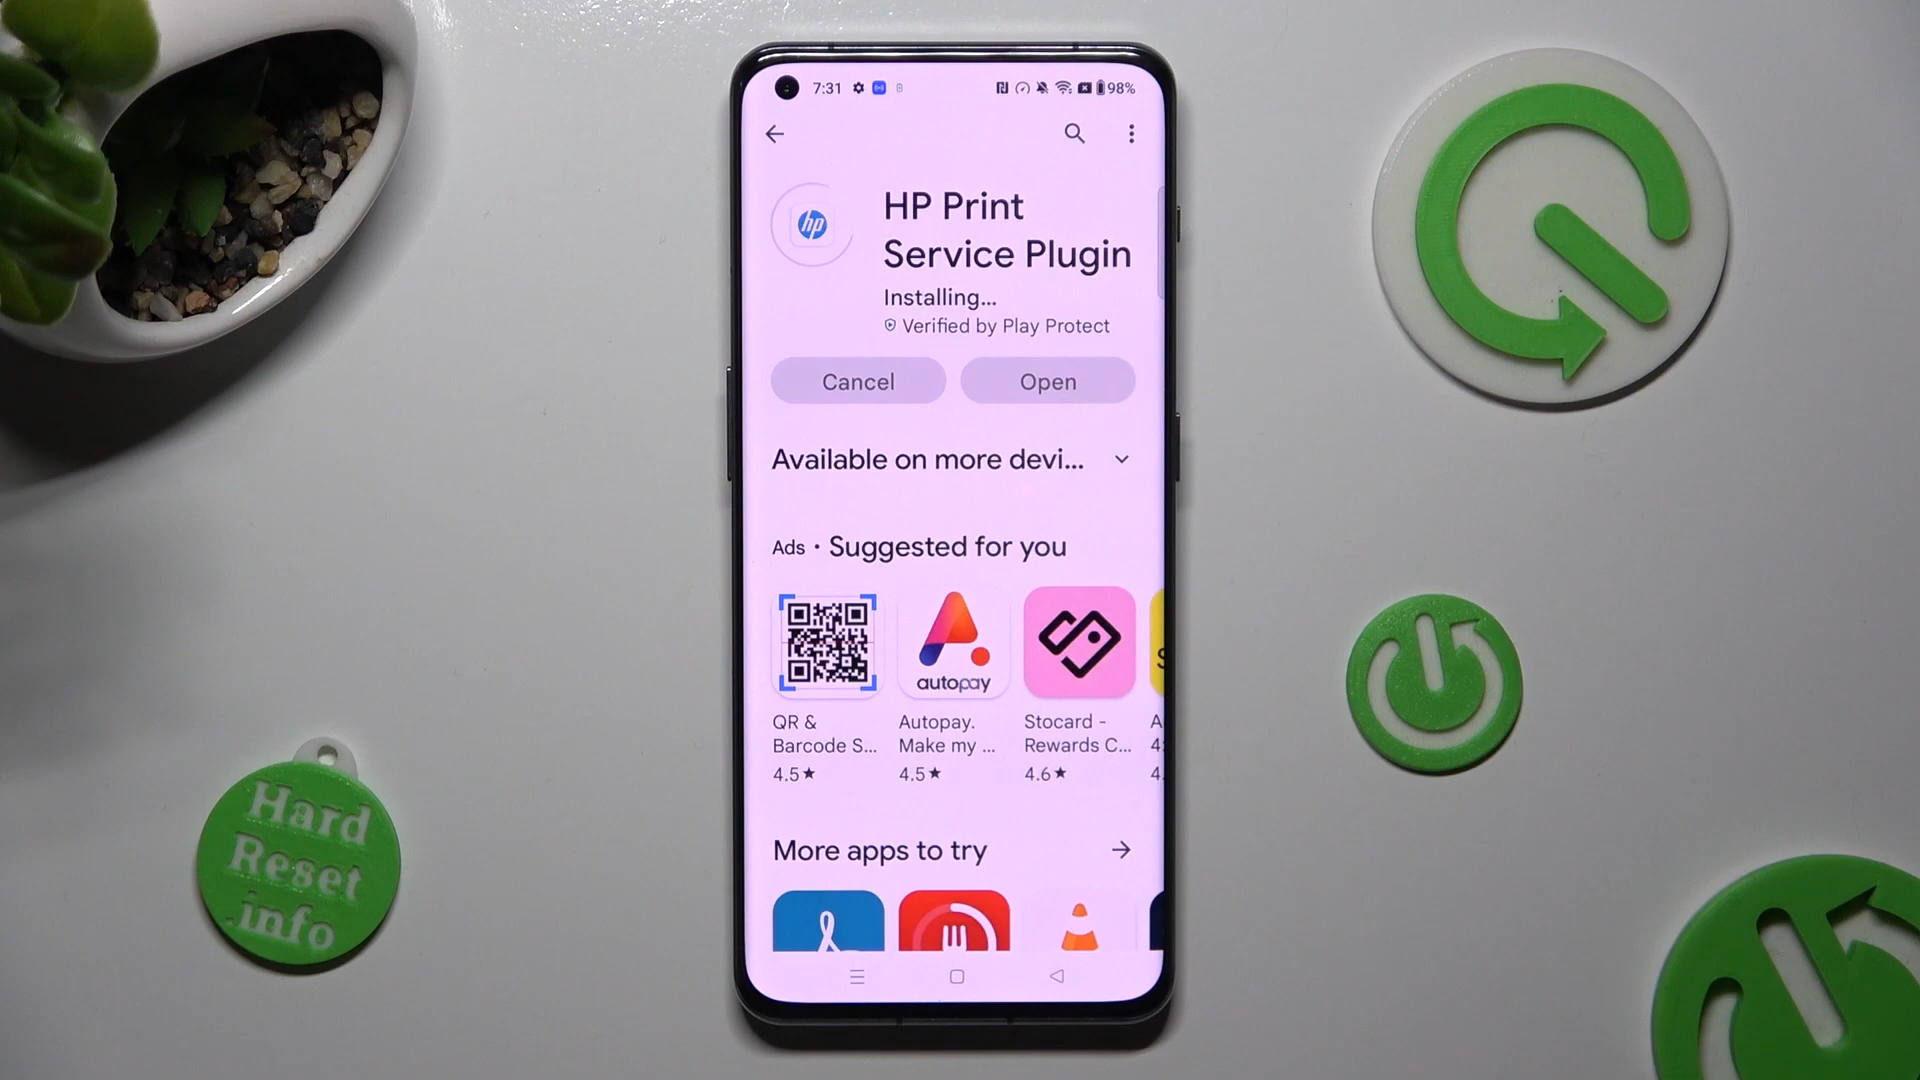 7:31
98%
hp
HP Print
Service Plugin
Installing...
Verified by Play Protect
Cancel
Open
Available on more devi...
Ads • Suggested for you
autopay
QR &
Barcode S...
4.5★
Autopay.
Make my ...
4.5★
Stocard -
Rewards C...
4.6★
More apps to try
Hard
Reset
.info